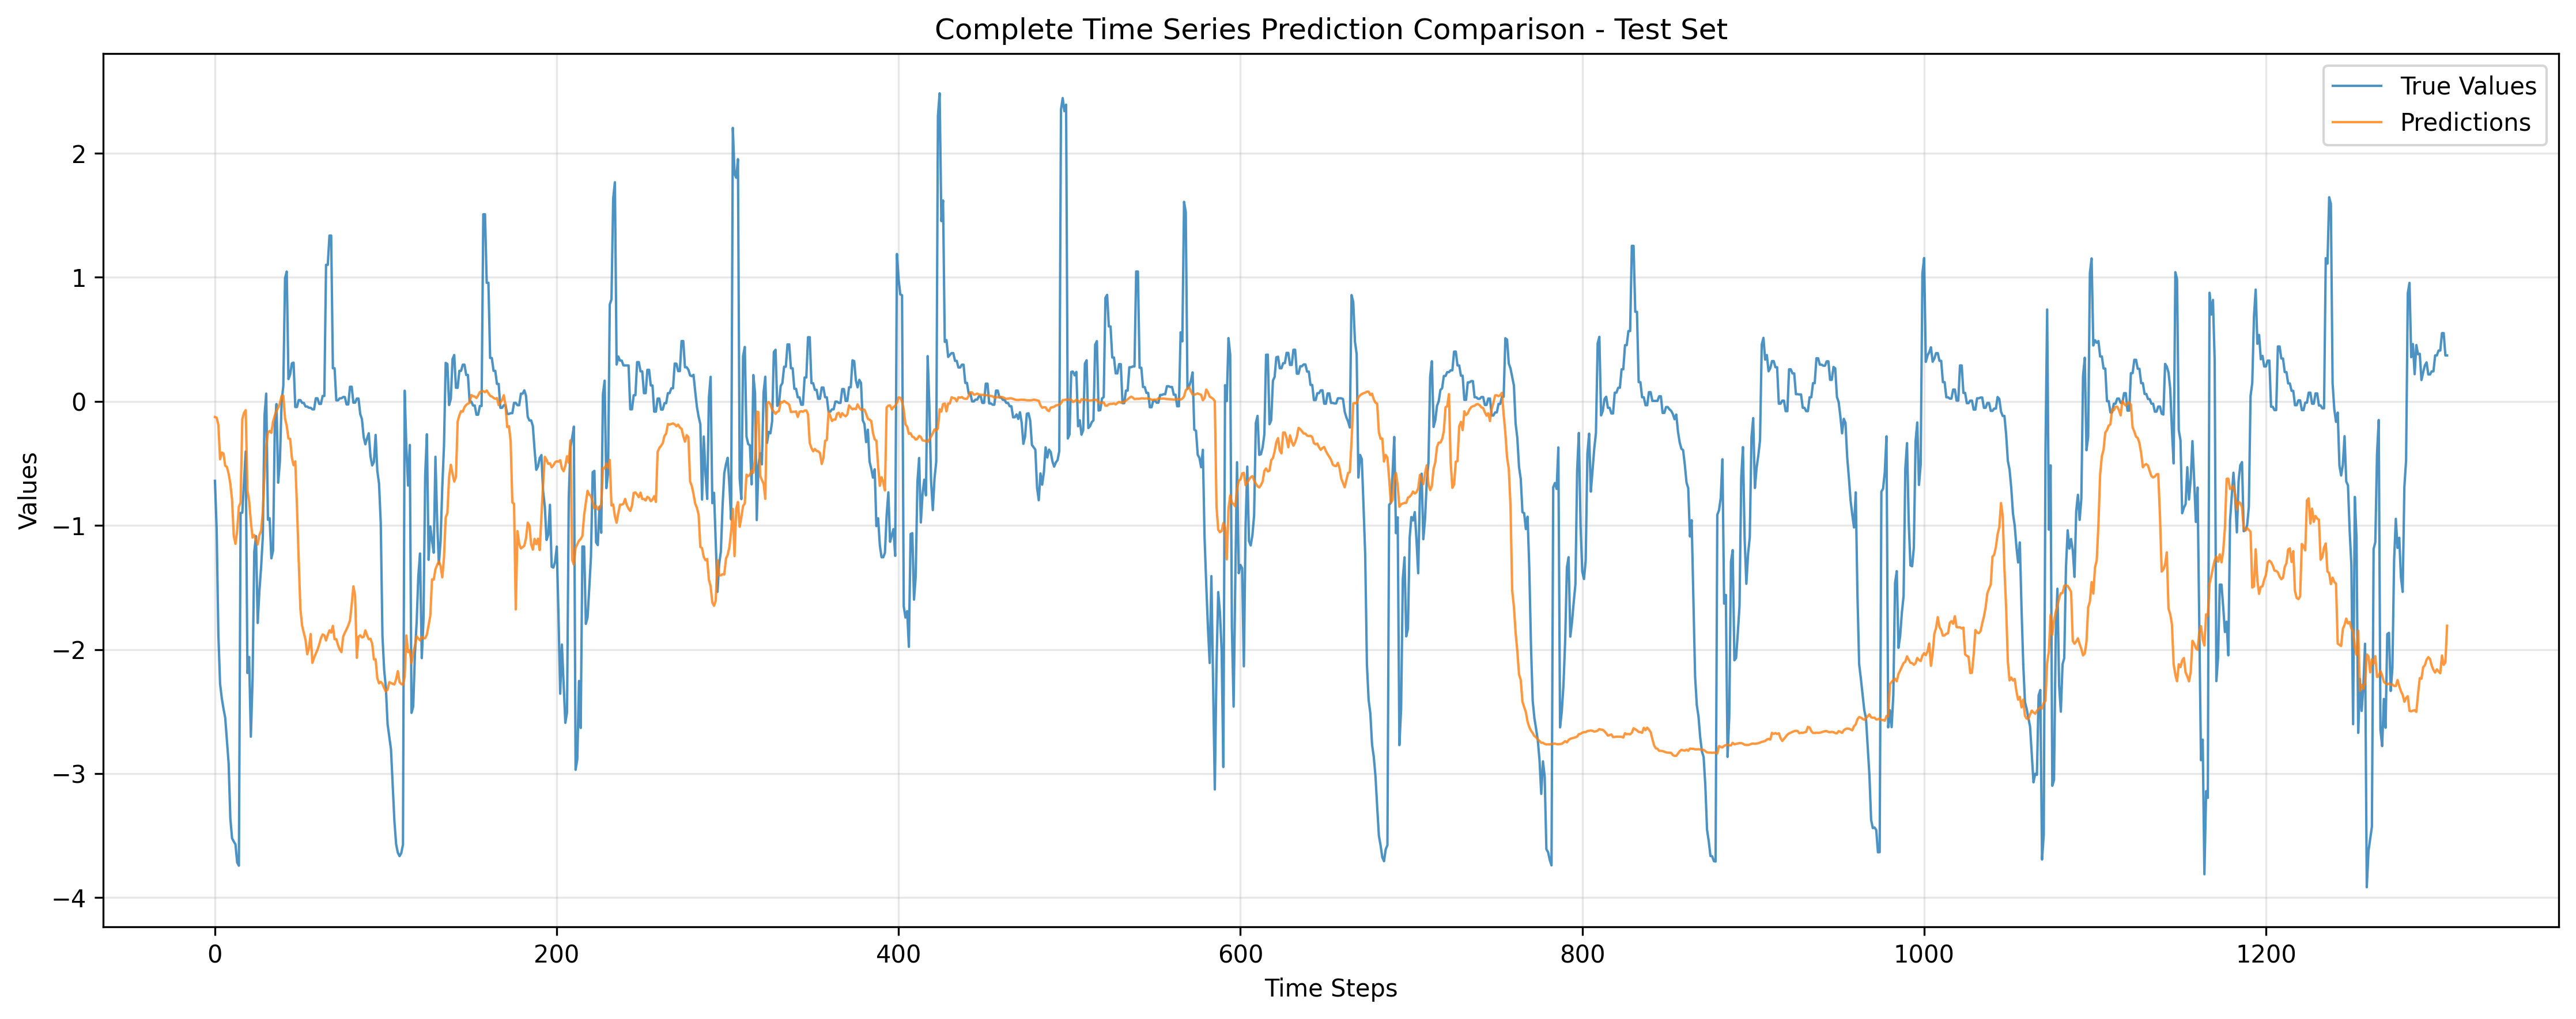 Complete Time Series Prediction Comparison - Test Set
True Values
Predictions
Values
2
1
0
−1
−2
−3
−4
0
200
400
600
800
1000
1200
Time Steps